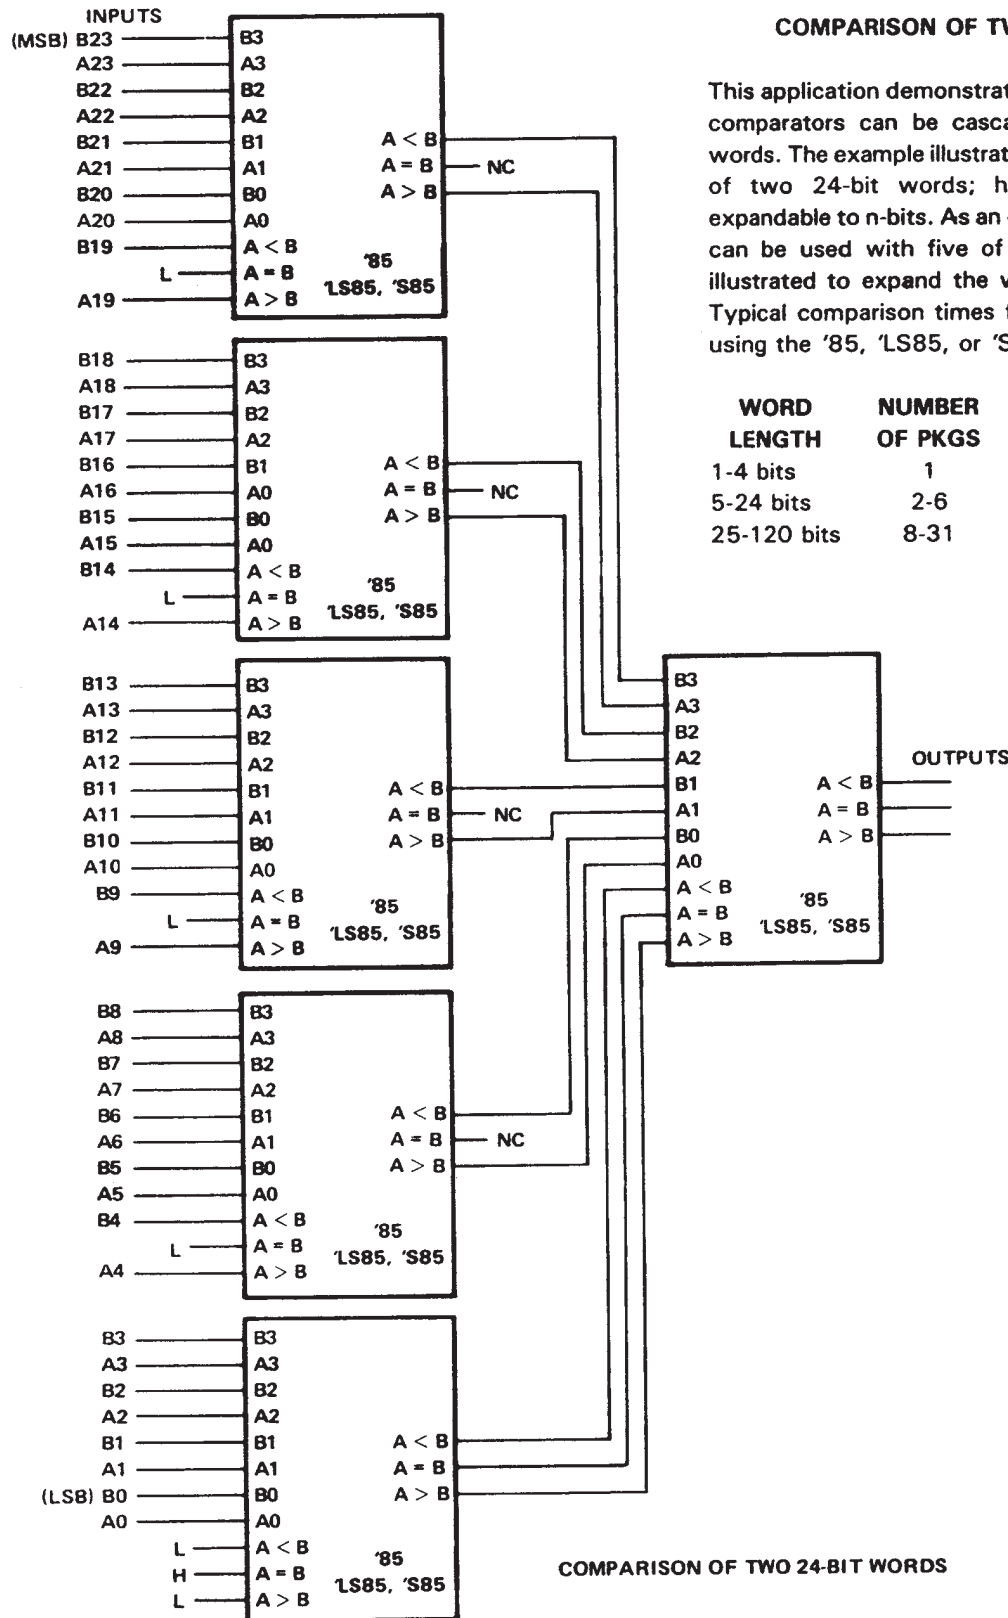 INPUTS
(MSB) B23
A23
B22
A22
B21
A21
B20
A20
B19
L
A19
B3
A3
B2
A2
B1
A1
B0
A0
A < B
A = B
A > B
A < B
A = B
A > B
NC
'85
'LS85, 'S85
COMPARISON OF TW
This application demonstrat
comparators can be casca
words. The example illustrat
of two 24-bit words; h
expandable to n-bits. As an
can be used with five of
illustrated to expand the w
Typical comparison times f
using the '85, 'LS85, or 'S
WORD NUMBER
LENGTH OF PKGS
1-4 bits 1
5-24 bits 2-6
25-120 bits 8-31
B18
A18
B17
A17
B16
A16
B15
A15
B14
L
A14
B3
A3
B2
A2
B1
A0
B0
A0
A < B
A = B
A > B
A < B
A = B
A > B
NC
'85
'LS85, 'S85
B13
A13
B12
A12
B11
A11
B10
A10
B9
L
A9
B3
A3
B2
A2
B1
A1
B0
A0
A < B
A = B
A > B
A < B
A = B
A > B
NC
'85
'LS85, 'S85
B3
A3
B2
A2
B1
A1
B0
A0
A < B
A = B
A > B
OUTPUTS
A < B
A = B
A > B
'85
'LS85, 'S85
B8
A8
B7
A7
B6
A6
B5
A5
B4
L
A4
B3
A3
B2
A2
B1
A1
B0
A0
A < B
A = B
A > B
A < B
A = B
A > B
NC
'85
'LS85, 'S85
B3
A3
B2
A2
B1
A1
(LSB) B0
A0
L
H
L
B3
A3
B2
A2
B1
A1
B0
A0
A < B
A = B
A > B
A < B
A = B
A > B
'85
'LS85, 'S85
COMPARISON OF TWO 24-BIT WORDS